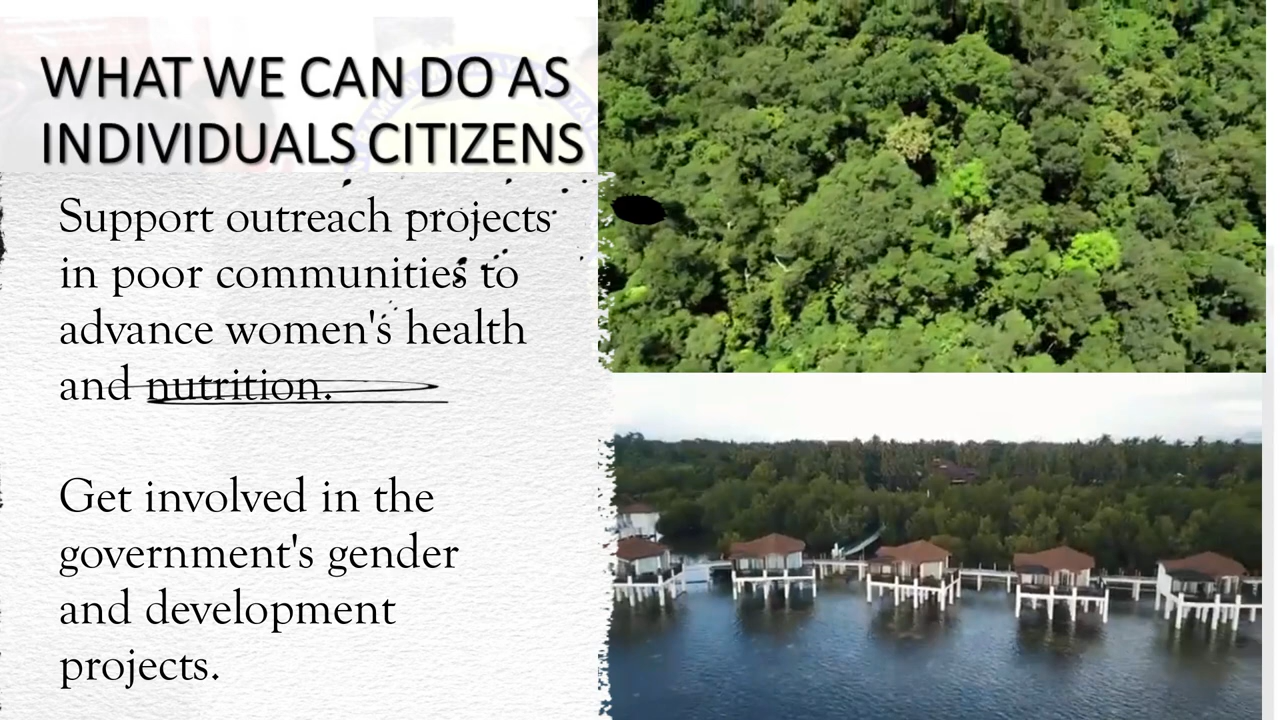 WHAT WE CAN DO AS
INDIVIDUALS CITIZENS
Support outreach projects
in poor communities to
advance women's health
and nutrition.
Get involved in the
government's gender
and development
projects.